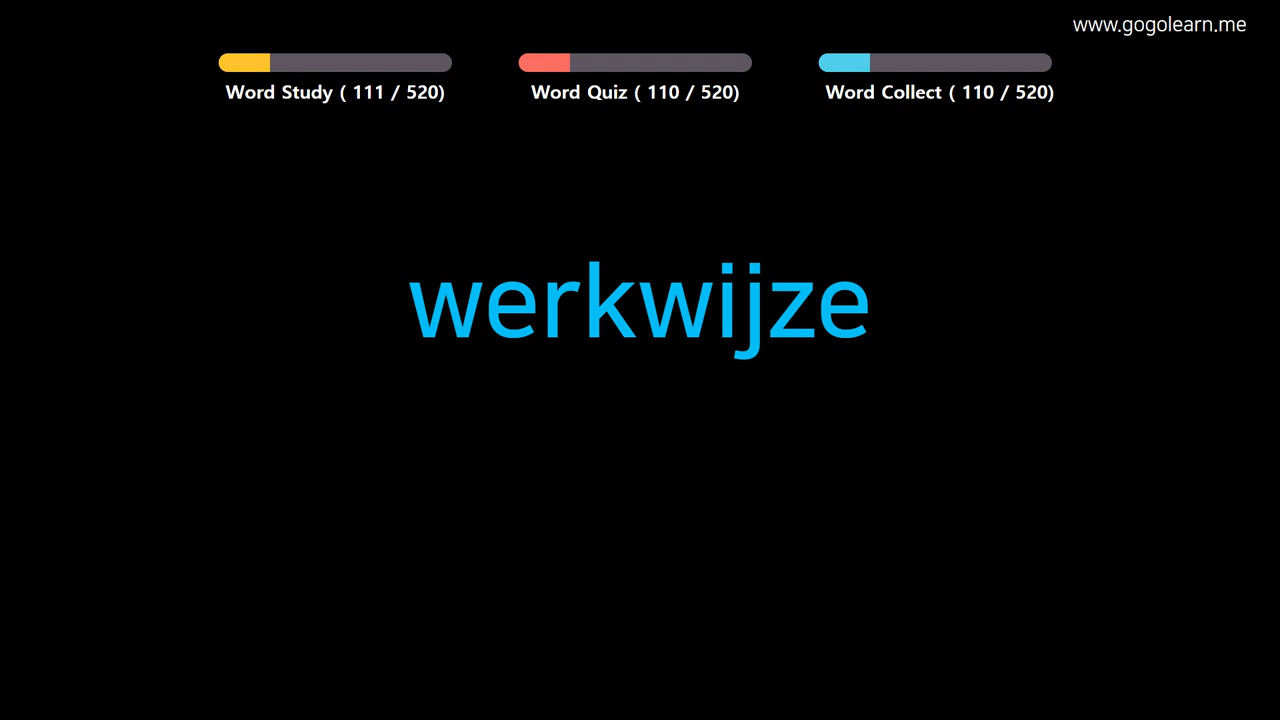 www.gogolearn.me
Word Study ( 111 / 520)
Word Quiz ( 110 / 520)
Word Collect ( 110 / 520)
werkwijze